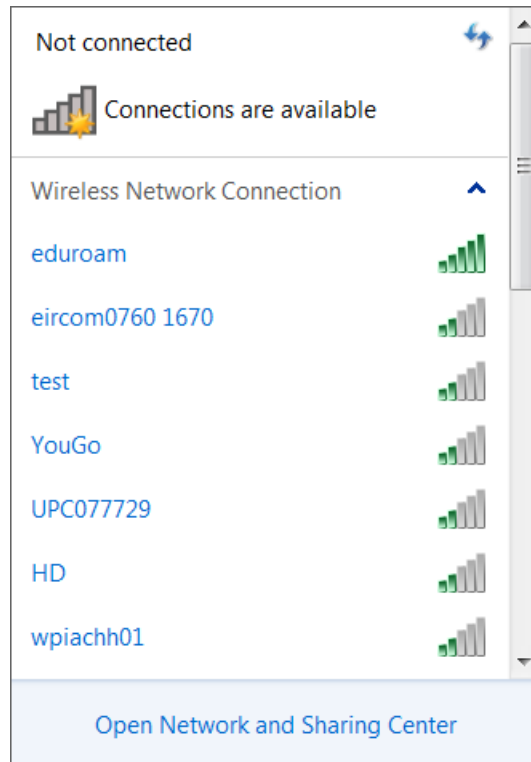 Not connected
Connections are available
Wireless Network Connection
eduroam
eircom0760 1670
test
YouGo
UPC077729
HD
wpiachh01
Open Network and Sharing Center